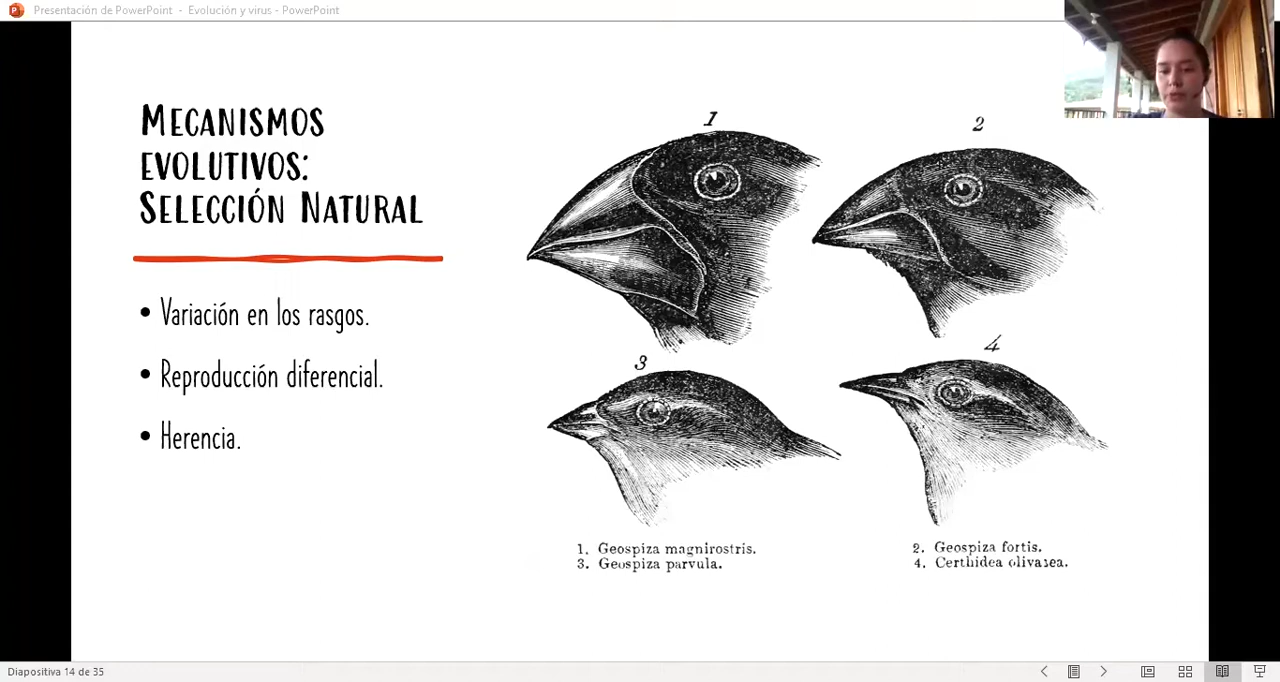 Presentación de PowerPoint - Evolución y virus - PowerPoint
MECANISMOS
EVOLUTIVOS:
SELECCIÓN NATURAL
• Variación en los rasgos.
• Reproducción diferencial.
• Herencia.
1
2
3
4
1. Geospiza magnirostris.
2. Geospiza fortis.
3. Geospiza parvula.
4. Certhidea olivasea.
Diapositiva 14 de 35